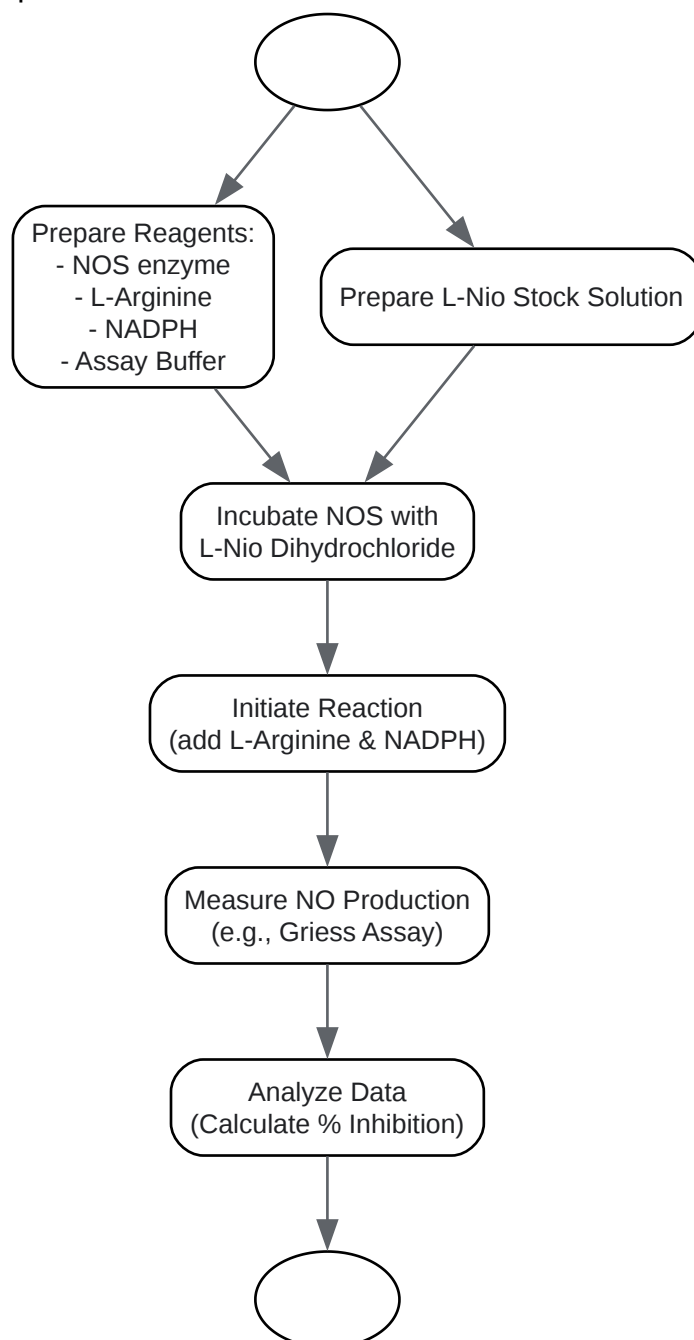 Prepare Reagents:
- NOS enzyme
- L-Arginine
- NADPH
- Assay Buffer
Prepare L-Nio Stock Solution
Incubate NOS with
L-Nio Dihydrochloride
Initiate Reaction
(add L-Arginine & NADPH)
Measure NO Production
(e.g., Griess Assay)
Analyze Data
(Calculate % Inhibition)